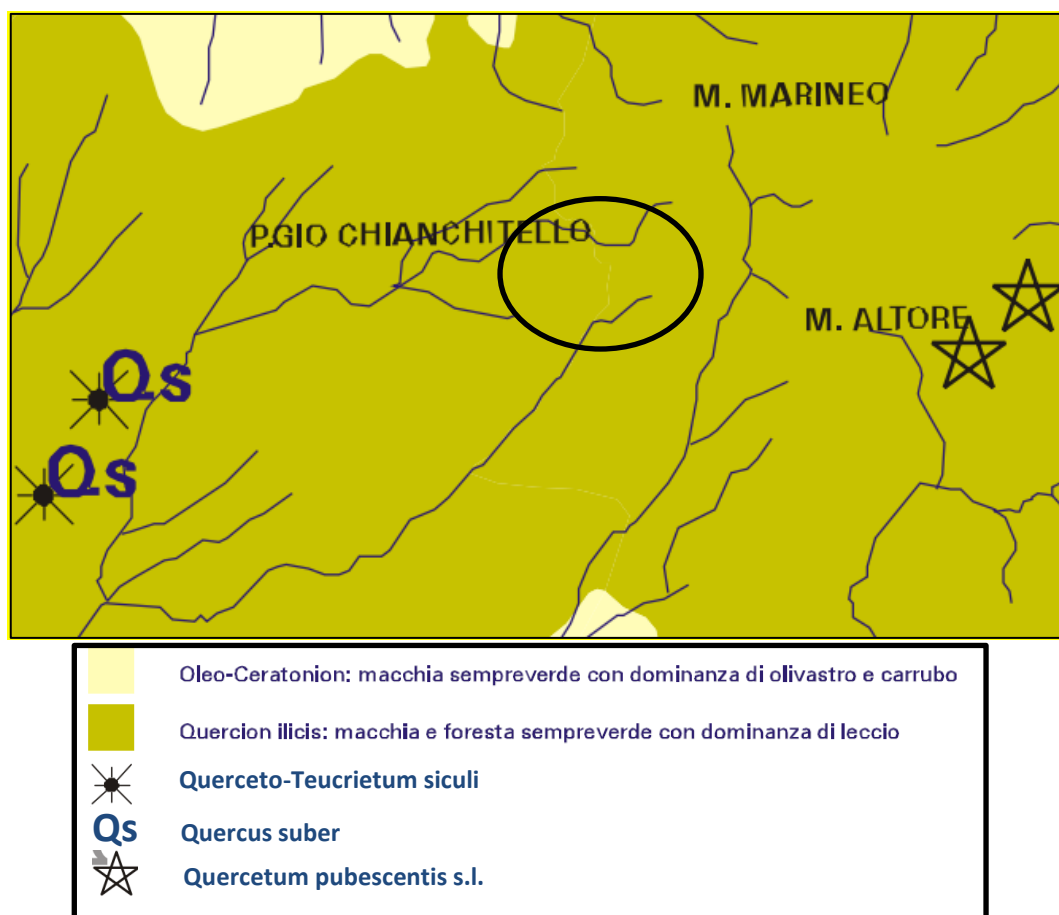 M. MARINEO
P.GIO CHIANCHITELLO
M. ALTORE
Qs
Qs
Oleo-Ceratonion: macchia sempreverde con dominanza di olivastro e carrubo
Quercion ilicis: macchia e foresta sempreverde con dominanza di leccio
Querceto-Teucrietum siculi
Qs Quercus suber
Quercetum pubescentis s.l.